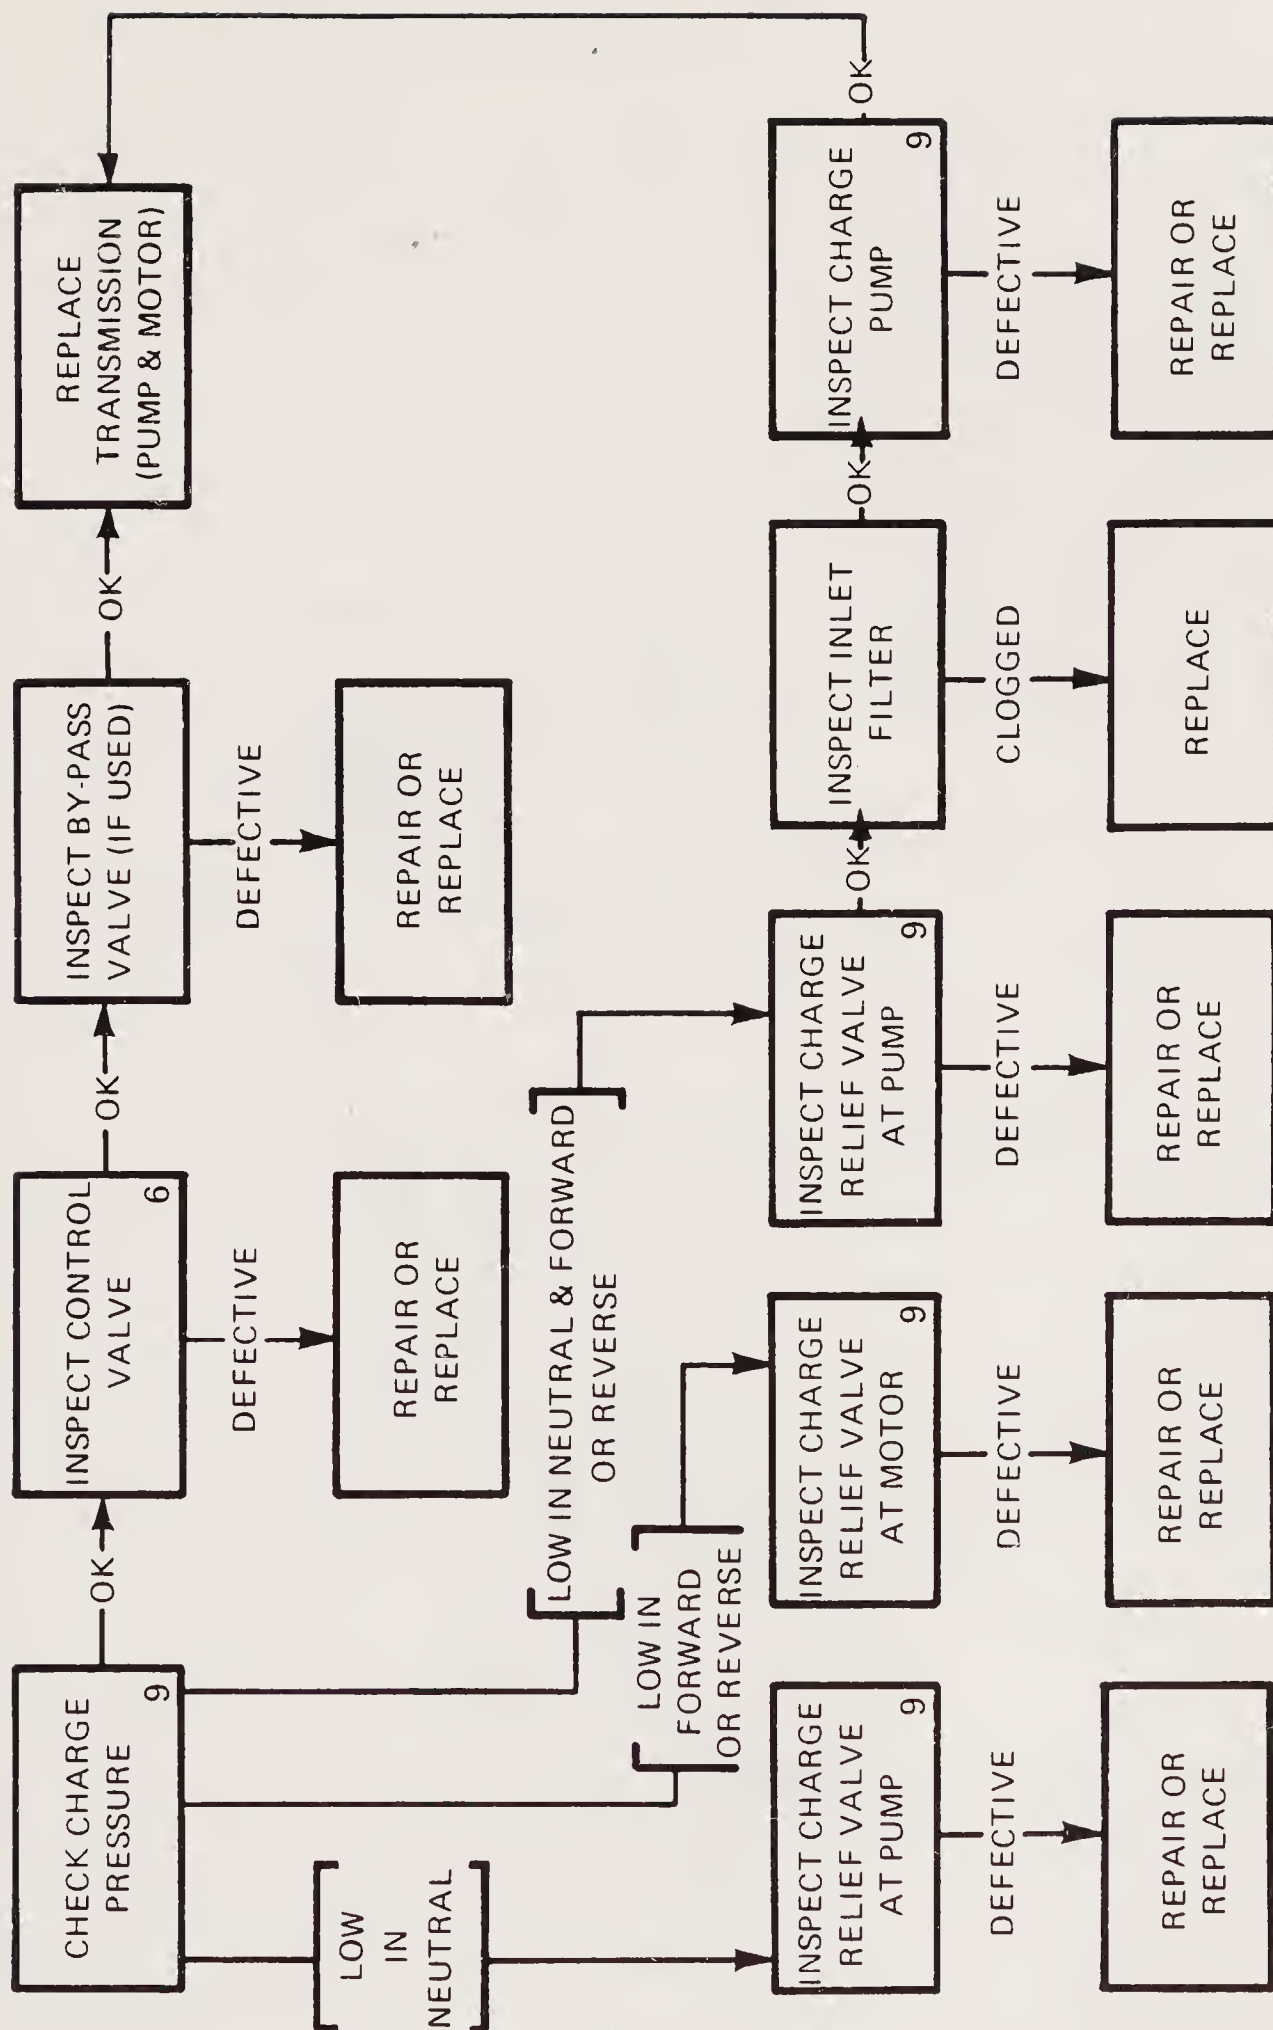 CHECK CHARGE
PRESSURE
9
OK
INSPECT CONTROL
VALVE
6
OK
INSPECT BY-PASS
VALVE (IF USED)
OK
REPLACE
TRANSMISSION
(PUMP & MOTOR)
DEFECTIVE
REPAIR OR
REPLACE
DEFECTIVE
REPAIR OR
REPLACE
LOW
IN
NEUTRAL
LOW IN FORWARD
OR REVERSE
LOW IN NEUTRAL & FORWARD
OR REVERSE
INSPECT CHARGE
RELIEF VALVE
AT PUMP
9
INSPECT CHARGE
RELIEF VALVE
AT MOTOR
9
INSPECT CHARGE
RELIEF VALVE
AT PUMP
9
OK
INSPECT INLET
FILTER
OK
INSPECT CHARGE
PUMP
9
OK
DEFECTIVE
DEFECTIVE
DEFECTIVE
CLOGGED
DEFECTIVE
REPAIR OR
REPLACE
REPAIR OR
REPLACE
REPAIR OR
REPLACE
REPLACE
REPAIR OR
REPLACE